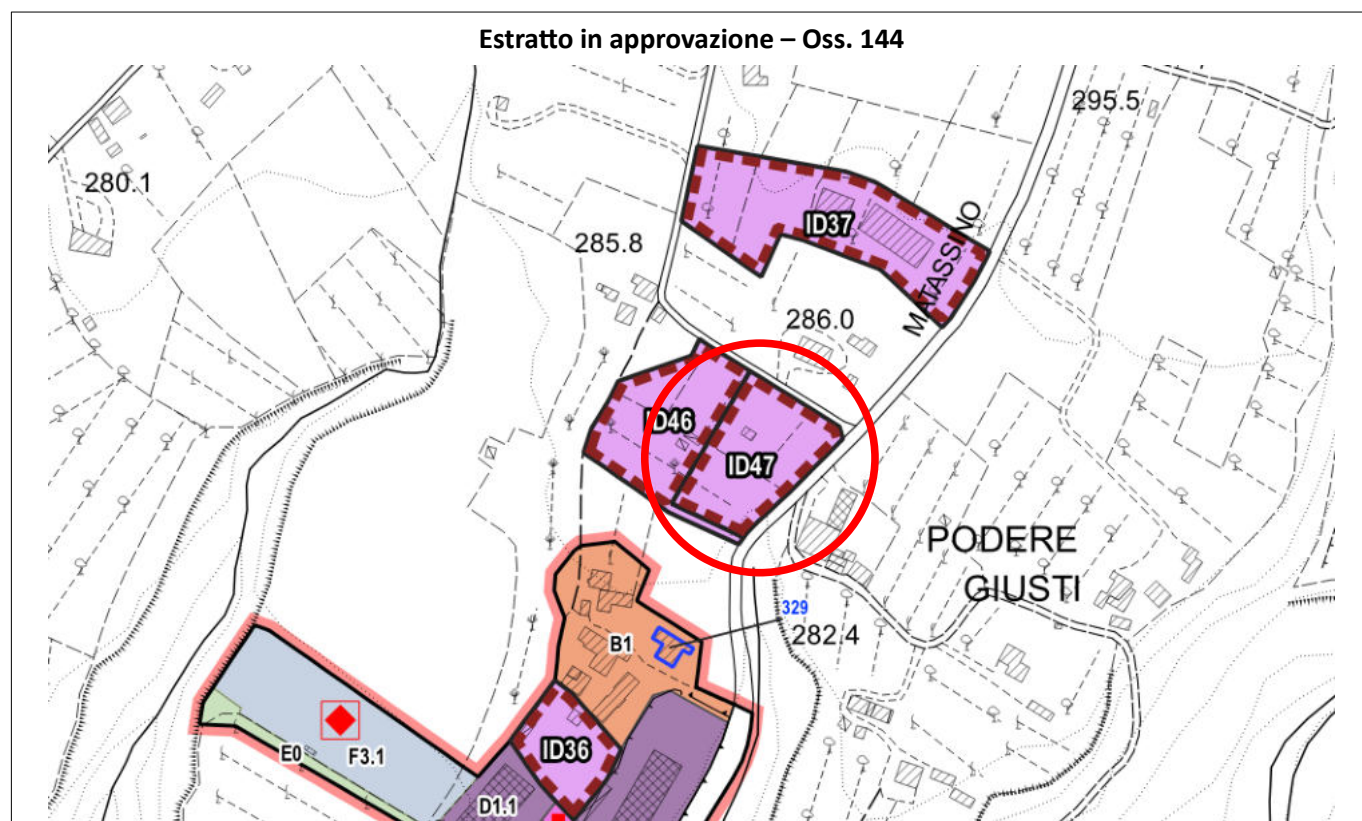 Estratto in approvazione – Oss. 144
295.5
280.1
ID37
MATASSINO
285.8
286.0
ID46
ID47
PODERE
GIUSTI
329
282.4
B1
ID36
E0
F3.1
D1.1